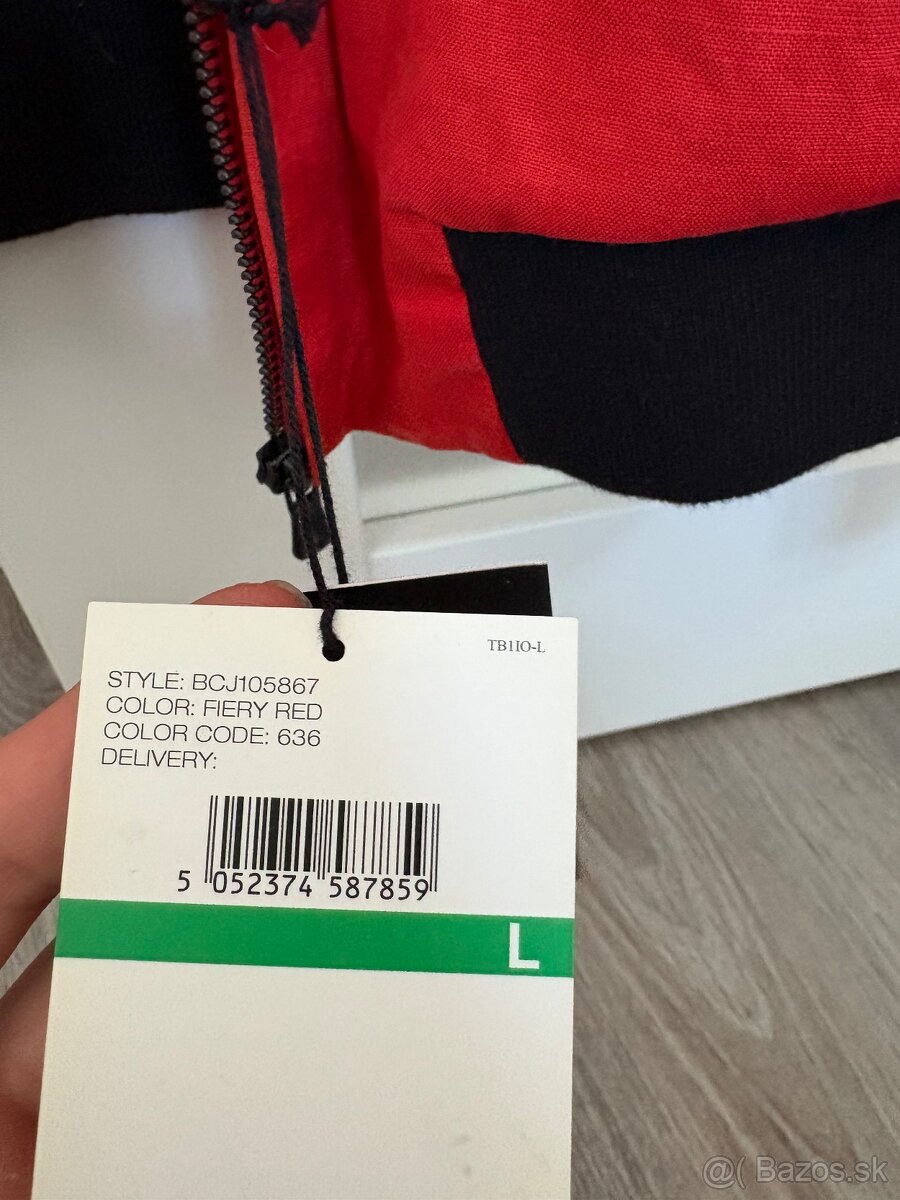 TB1IO-L
STYLE: BCJ105867
COLOR: FIERY RED
COLOR CODE: 636
DELIVERY:
5 052374 587859
L
@( Bazos.sk